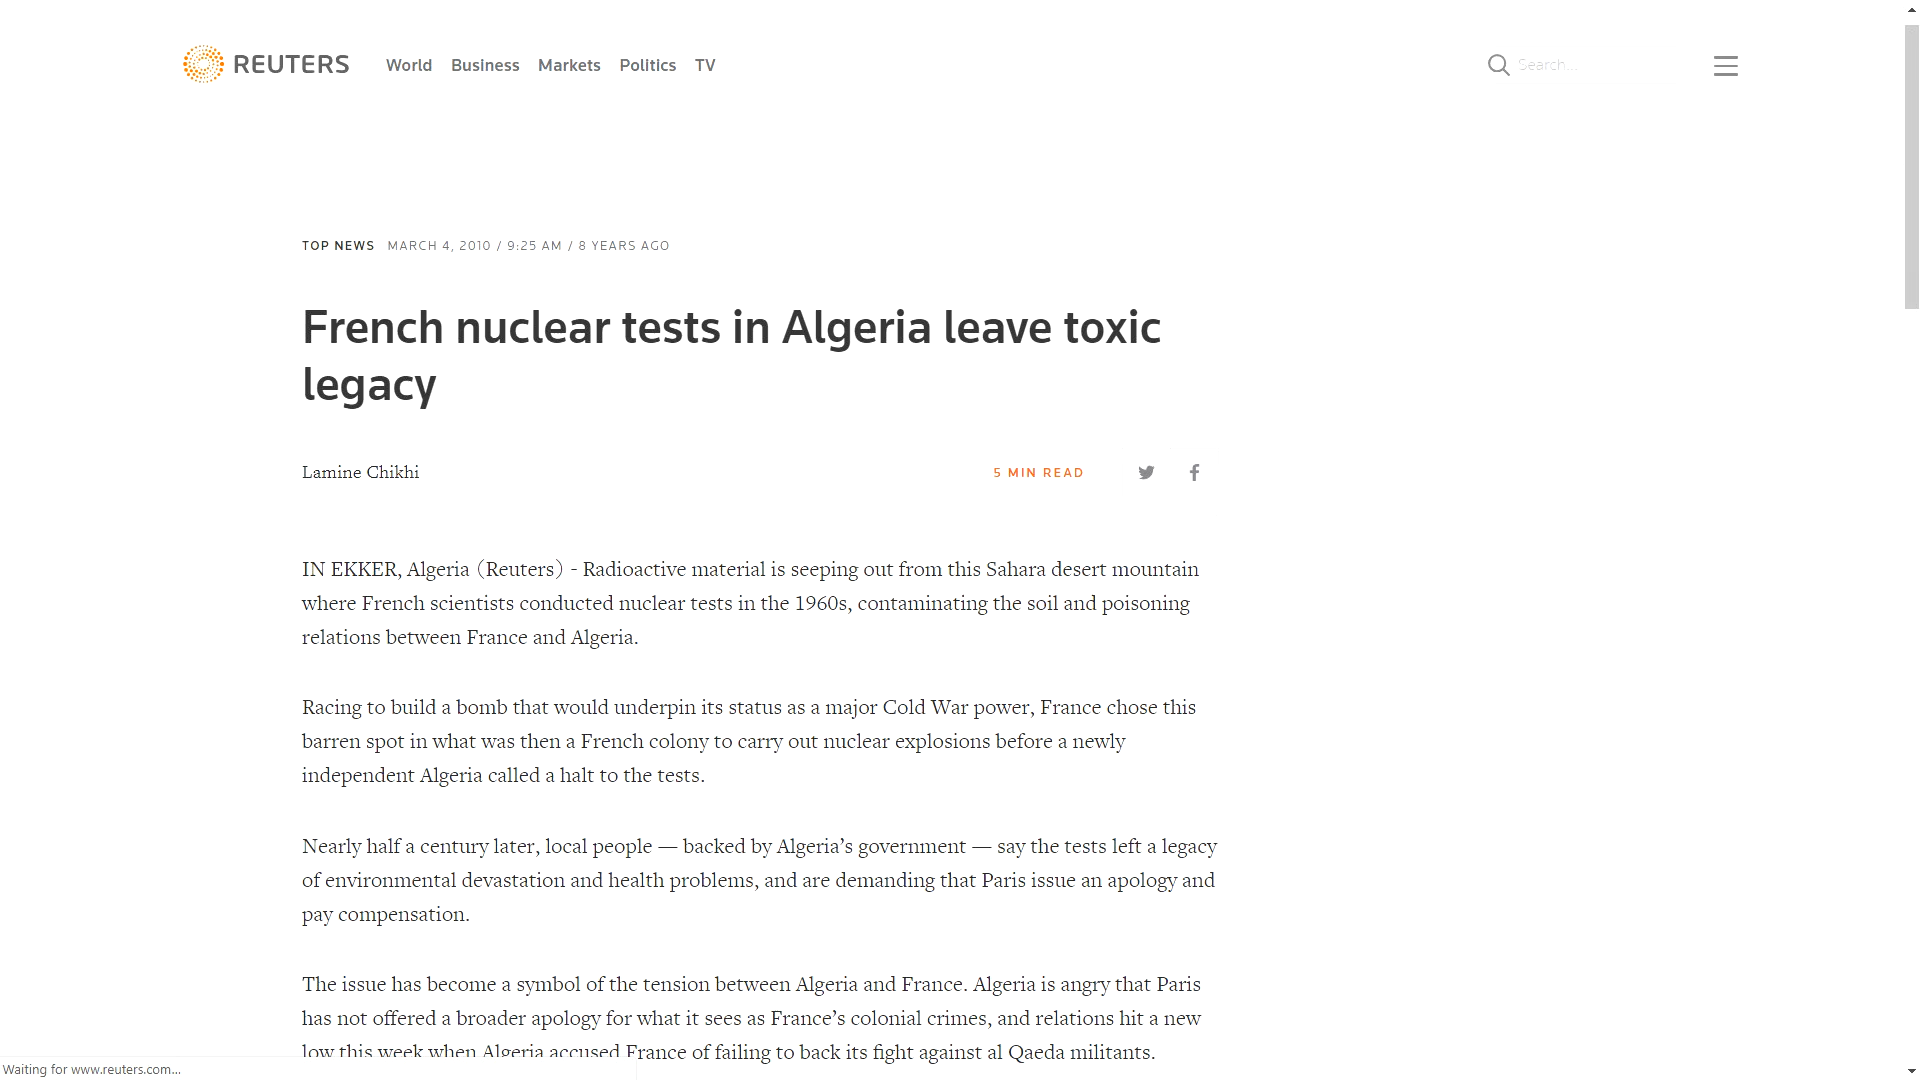 REUTERS World Business Markets Politics TV Search...
TOP NEWS MARCH 4, 2010 / 9:25 AM / 8 YEARS AGO
French nuclear tests in Algeria leave toxic
legacy
Lamine Chikhi 5 MIN READ
IN EKKER, Algeria (Reuters) - Radioactive material is seeping out from this Sahara desert mountain
where French scientists conducted nuclear tests in the 1960s, contaminating the soil and poisoning
relations between France and Algeria.
Racing to build a bomb that would underpin its status as a major Cold War power, France chose this
barren spot in what was then a French colony to carry out nuclear explosions before a newly
independent Algeria called a halt to the tests.
Nearly half a century later, local people — backed by Algeria’s government — say the tests left a legacy
of environmental devastation and health problems, and are demanding that Paris issue an apology and
pay compensation.
The issue has become a symbol of the tension between Algeria and France. Algeria is angry that Paris
has not offered a broader apology for what it sees as France’s colonial crimes, and relations hit a new
low this week when Algeria accused France of failing to back its fight against al Qaeda militants.
Waiting for www.reuters.com...